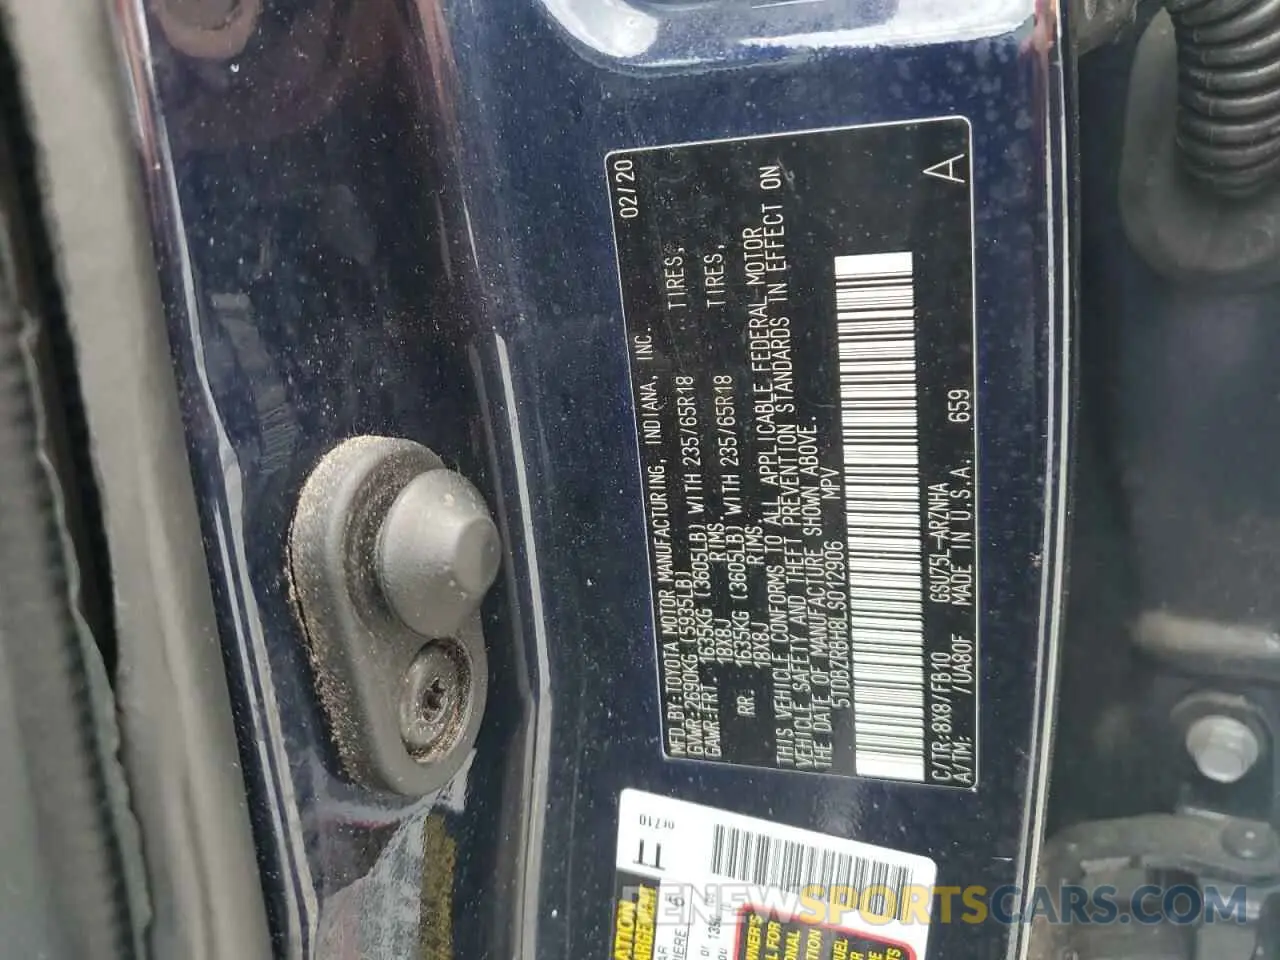 MFD.BY:TOYOTA MOTOR MANUFACTURING, INDIANA, INC. 02/20
GVWR-2690KG (5935LB)
GAWR-FRT. 1635KG (3605LB) WITH 235/65R18 TIRES,
18X8J RIMS,
RR. 1635KG (3605LB) WITH 235/65R18 TIRES,
18X8J RIMS
THIS VEHICLE CONFORMS TO ALL APPLICABLE FEDERAL MOTOR
VEHICLE SAFETY AND THEFT PREVENTION STANDARDS IN EFFECT ON
THE DATE OF MANUFACTURE SHOWN ABOVE.
5TDBZRBH8LS012906 MPV
C/TR:8X8/FB10 GSU75-ARZNHA 659 A
A/TM: /UA80F MADE IN U.S.A.
RENEWSPORTSCARS.COM